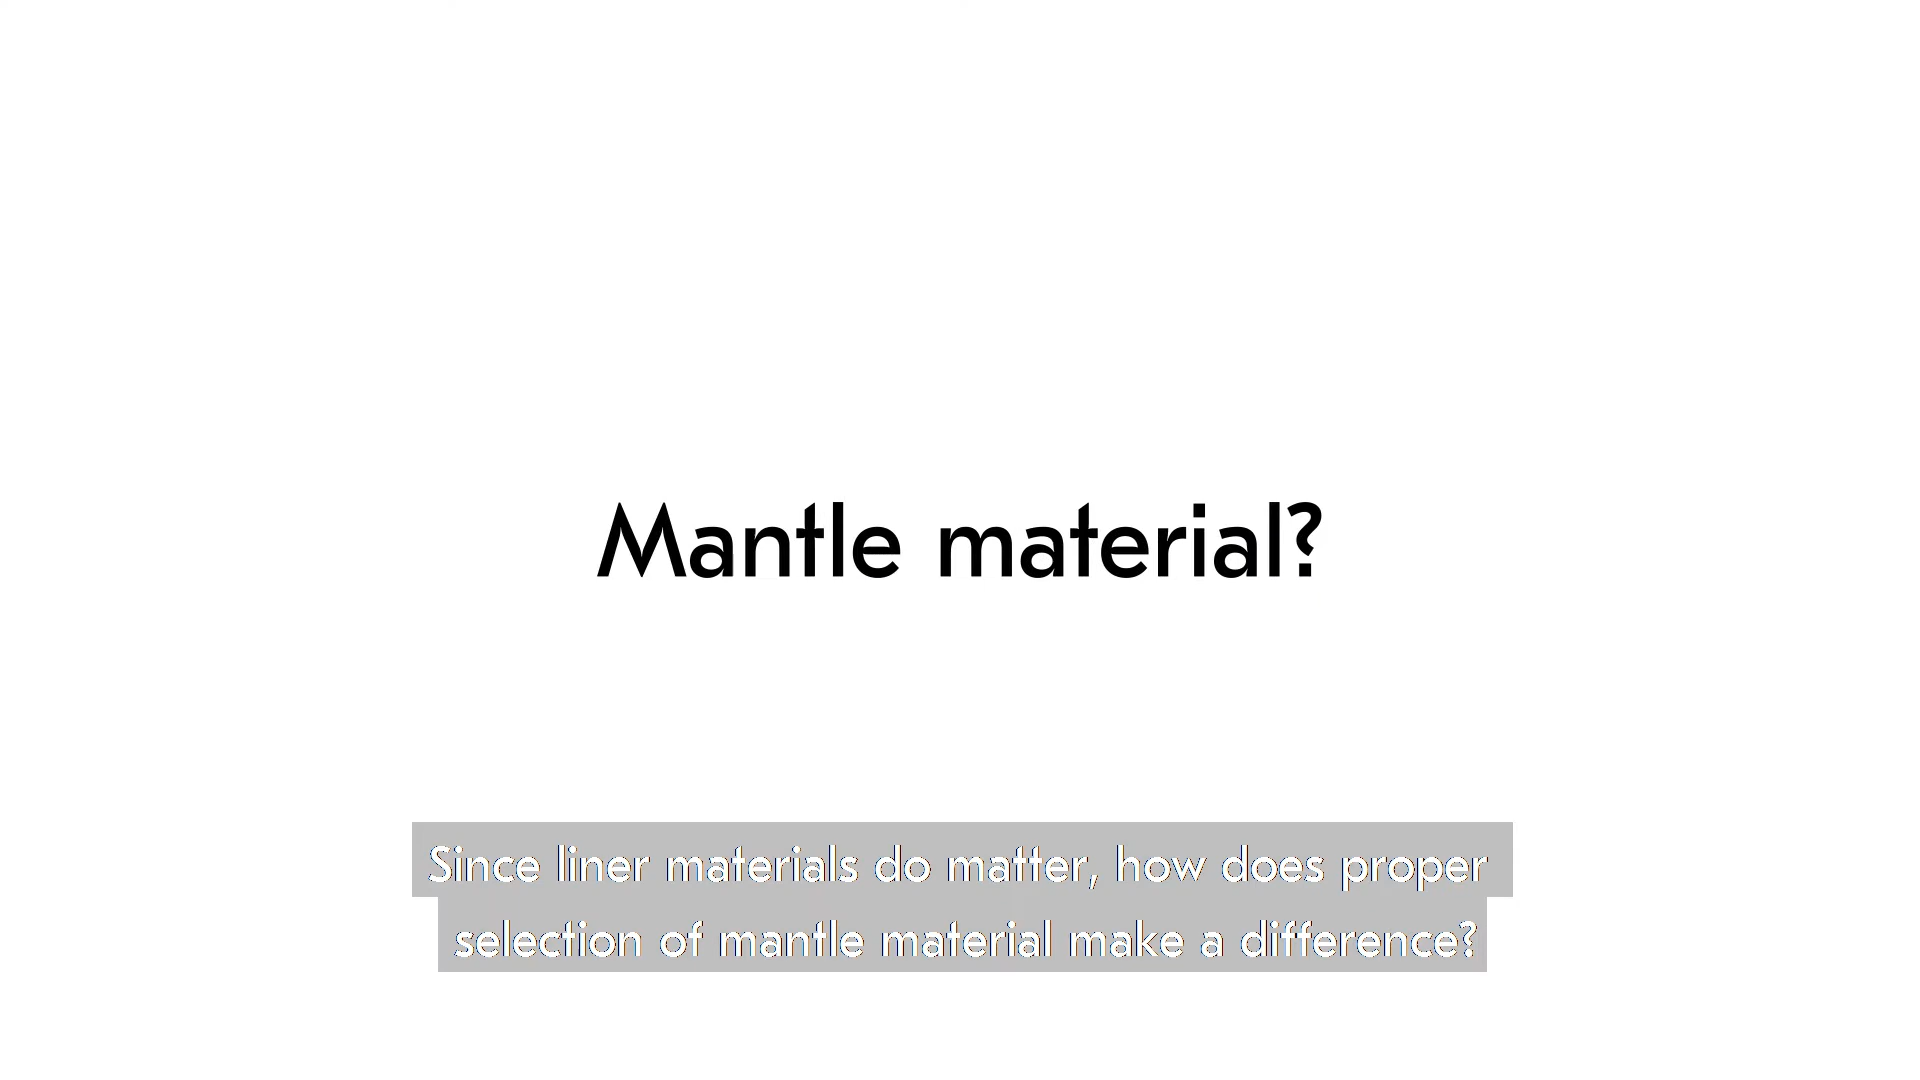 Mantle material?
Since liner materials do matter, how does proper
selection of mantle material make a difference?